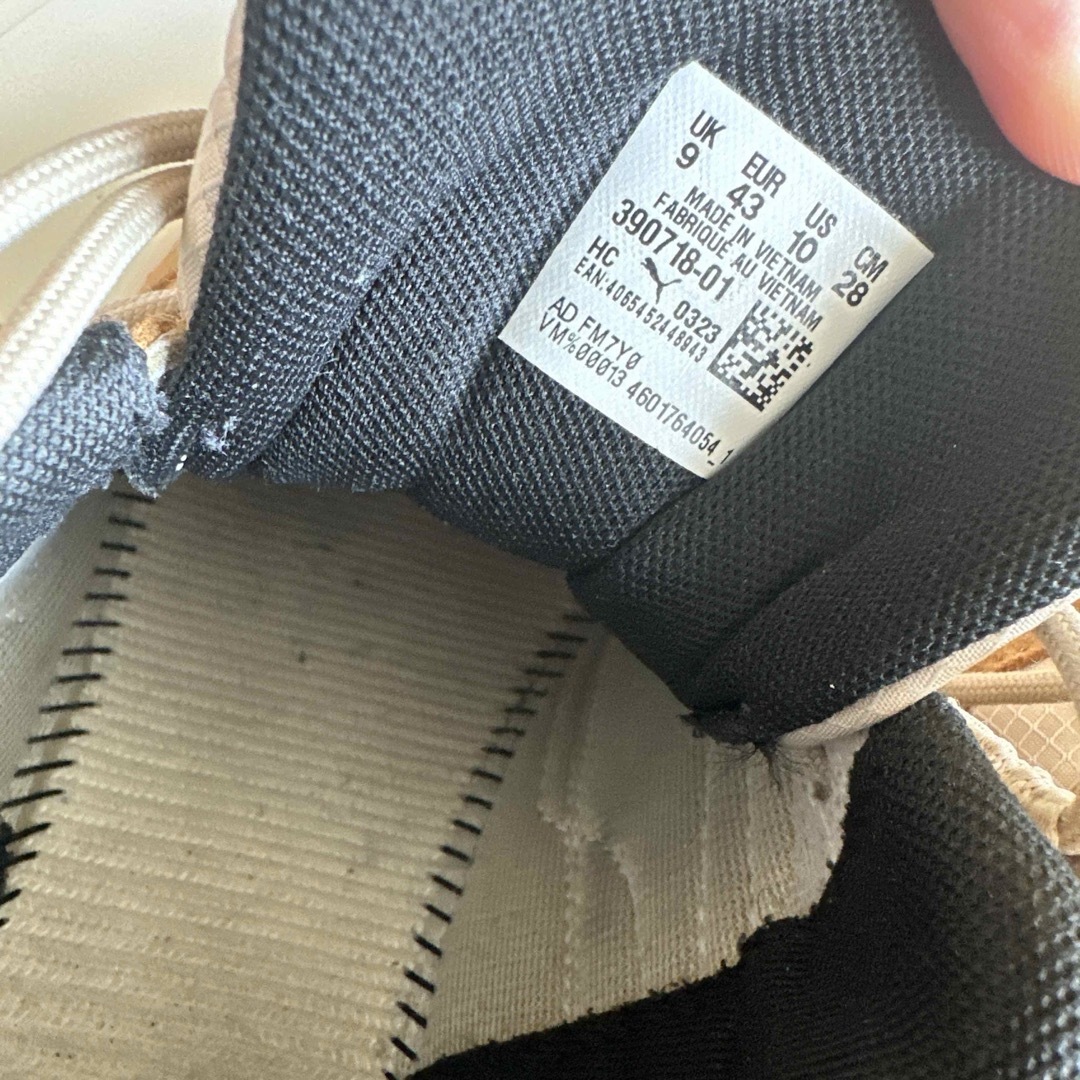 UK EUR US CM
9 43 10 28
MADE IN VIETNAM
FABRIQUE AU VIETNAM
390718-01
HC 0323
EAN:4065452448943
AD FM7Y0
VM%00013 4601764054_1